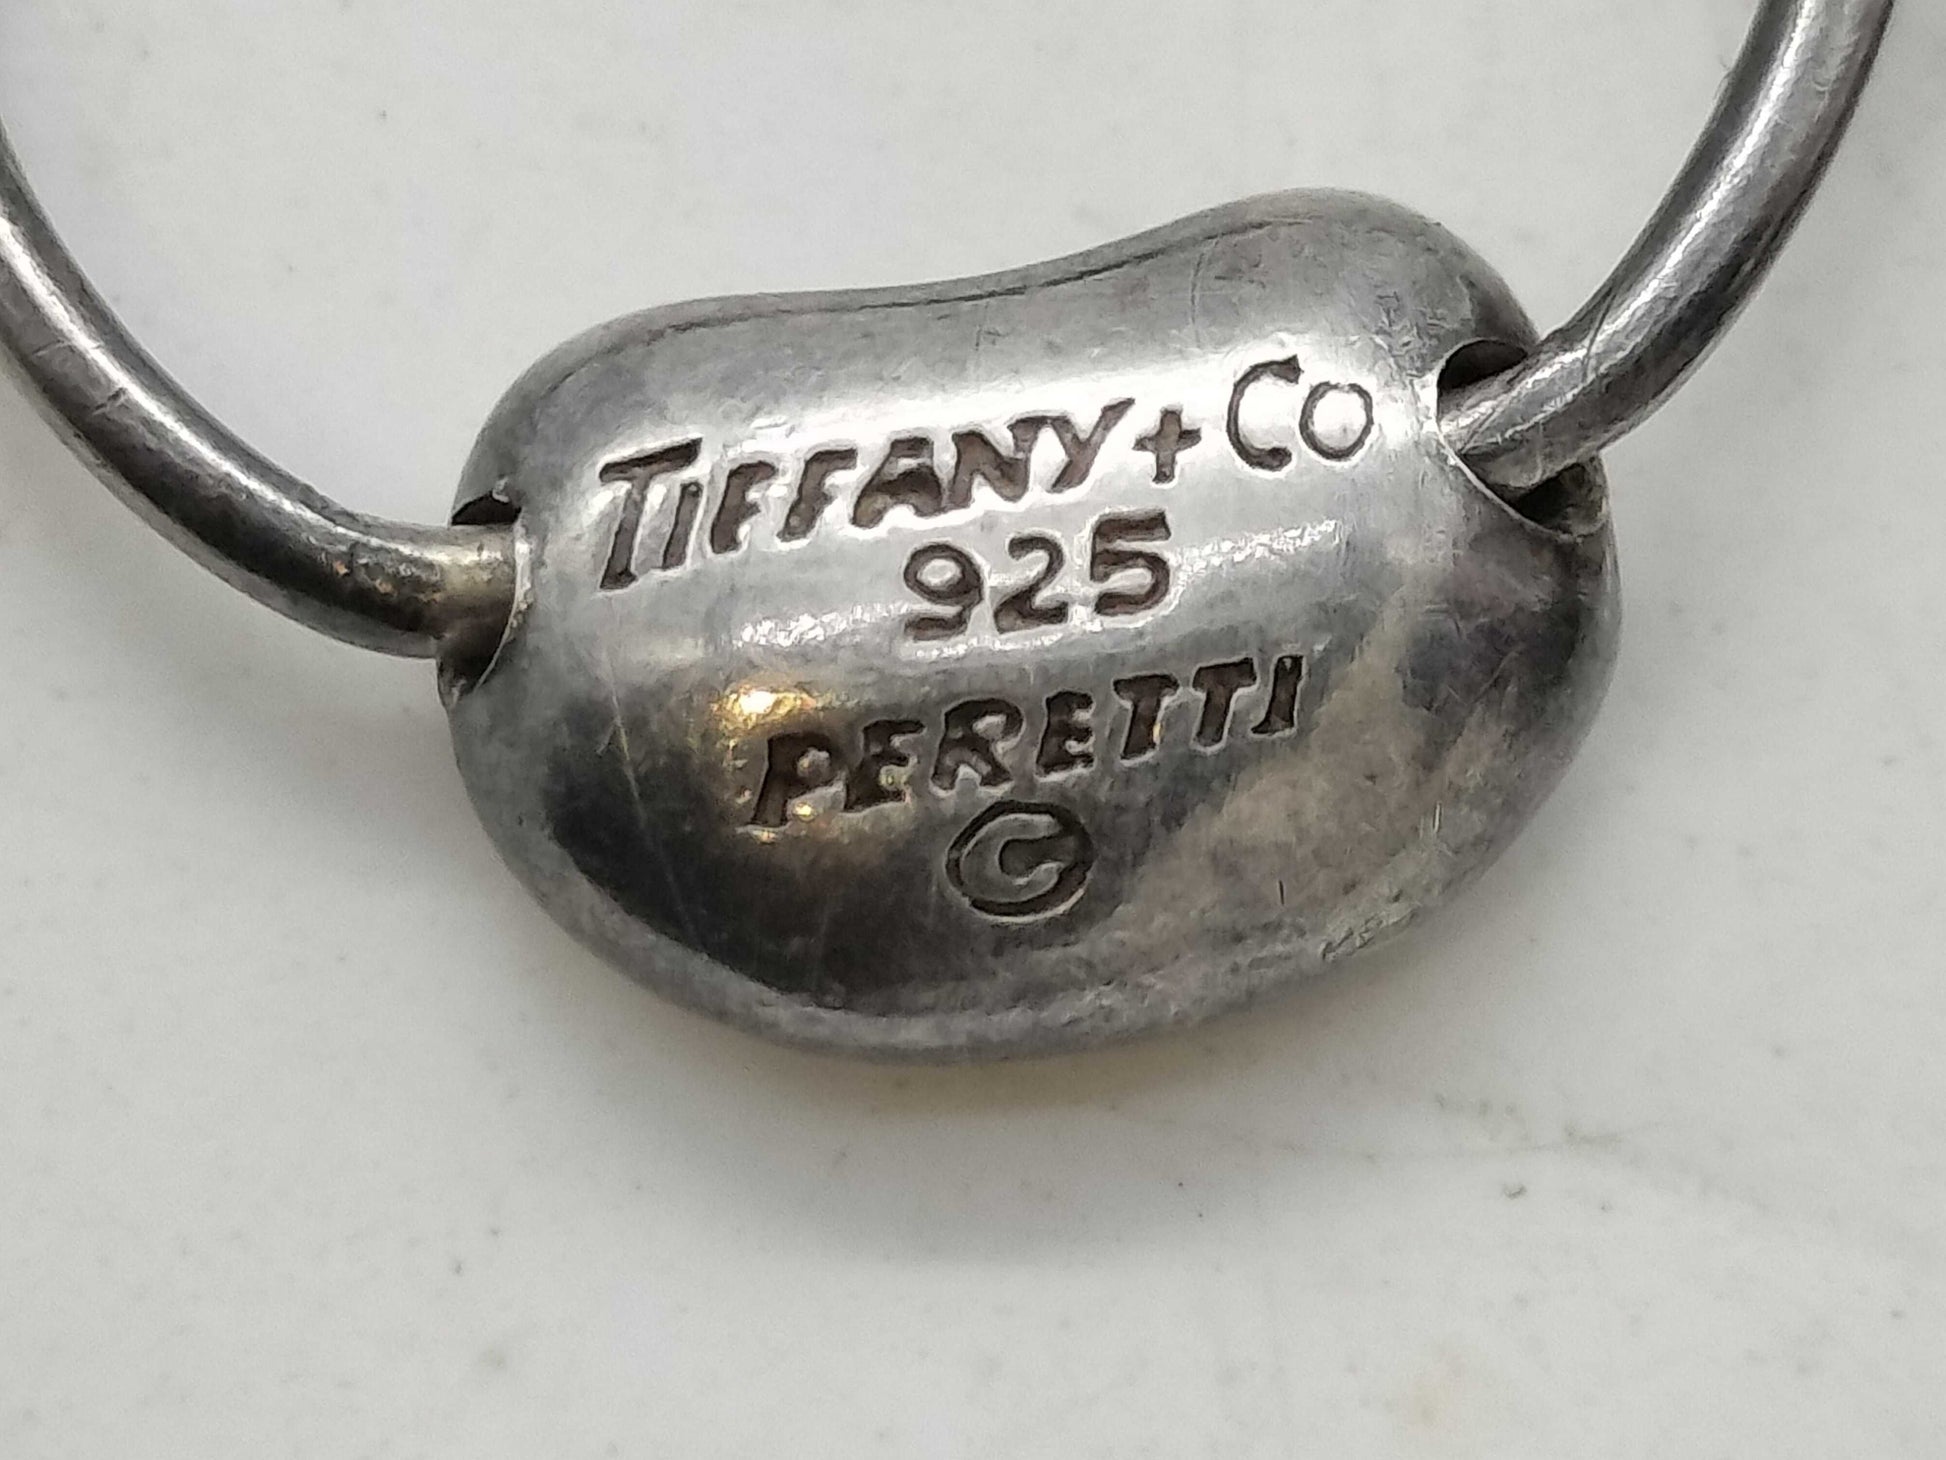 TIFFANY + CO
925
PERETTI
©